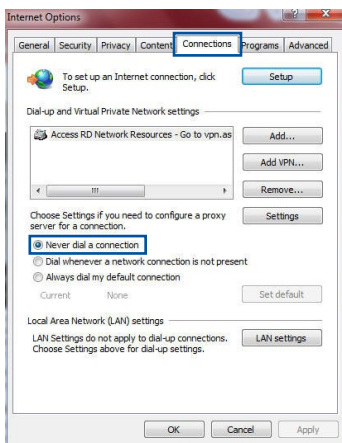 Internet Options
General Security Privacy Content Connections Programs Advanced
To set up an Internet connection, click
Setup.
Setup
Dial-up and Virtual Private Network settings
Access RD Network Resources - Go to vpn.as
Add...
Add VPN...
Remove...
Choose Settings if you need to configure a proxy
server for a connection.
Settings
Never dial a connection
Dial whenever a network connection is not present
Always dial my default connection
Current None
Set default
Local Area Network (LAN) settings
LAN Settings do not apply to dial-up connections.
Choose Settings above for dial-up settings.
LAN settings
OK Cancel Apply